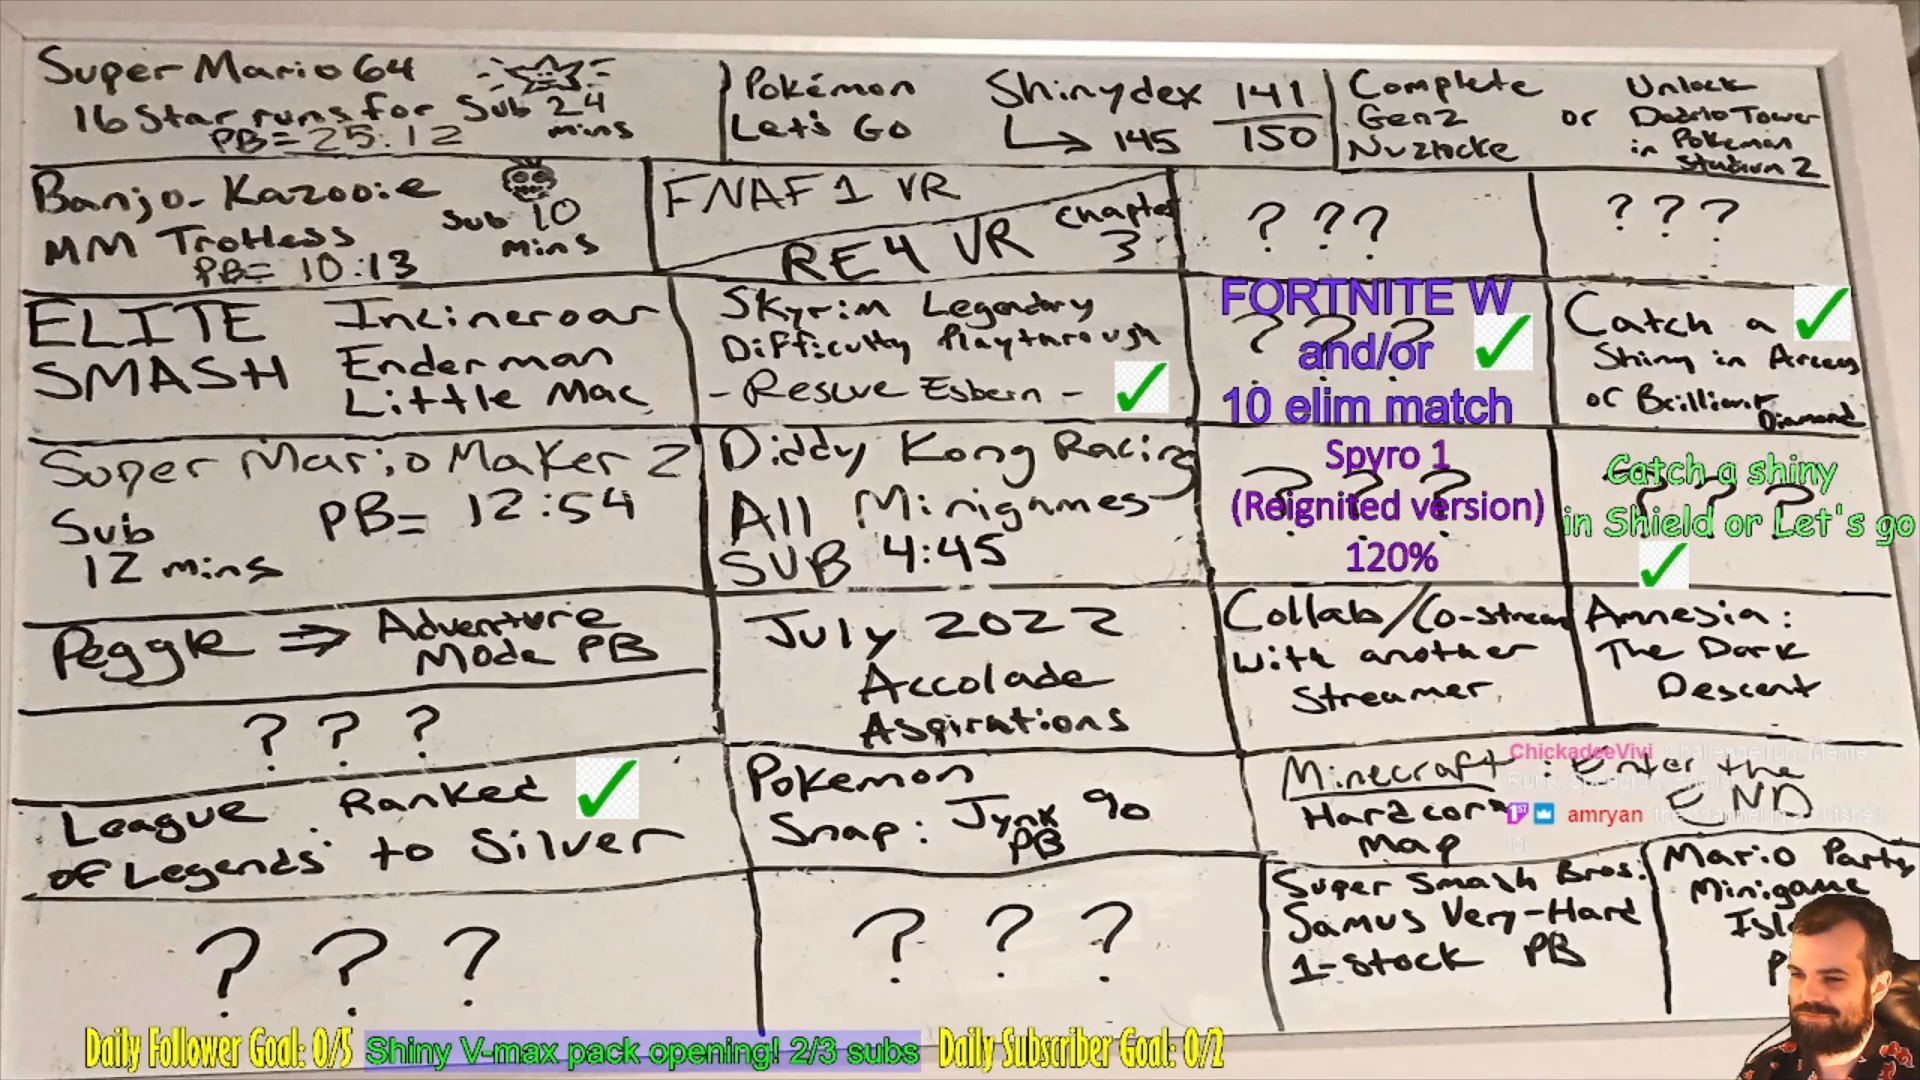 Super Mario 64
16 Star runs for Sub 24 mins
PB = 25:12
Pokémon Let's Go
Shinydex 141/150
↳ 145
Complete Gen 2 Nuzlocke
or
Unlock
Tower
in Pokemon
Stadium 2
Banjo-Kazooie
MM Trotless
PB = 10:13
Sub 10 mins
FNAF 1 VR
RE4 VR Chapter 3
? ? ?
? ? ?
ELITE SMASH
Incineroar
Enderman
Little Mac
Skyrim Legendary
Difficulty Playthrough
- Rescue Esbern -
? ? ?
FORTNITE W
and/or
10 elim match
Catch a
Shiny in Arceus
or Brilliant
Diamond
Super Mario Maker 2
Sub 12 mins
PB = 12:54
Diddy Kong Racing
All Minigames
SUB 4:45
? ? ?
Spyro 1
(Reignited version)
120%
? ? ?
Catch a shiny
in Shield or Let's go
Peggle ⇒ Adventure
Mode PB
July 2022
Accolade
Aspirations
Collab/Co-stream
with another
Streamer
Amnesia:
The Dark
Descent
? ? ?
League of Legends: Ranked
to Silver
Pokemon
Snap: Jynx 90
PB
Minecraft: Enter the END
Hardcore
Map
ChickadeeVivi
amryan
? ? ?
? ? ?
Super Smash Bros:
Samus Very-Hard
1-stock PB
Mario Party
Minigame
Daily Follower Goal: 0/5
Shiny V-max pack opening! 2/3 subs
Daily Subscriber Goal: 0/2